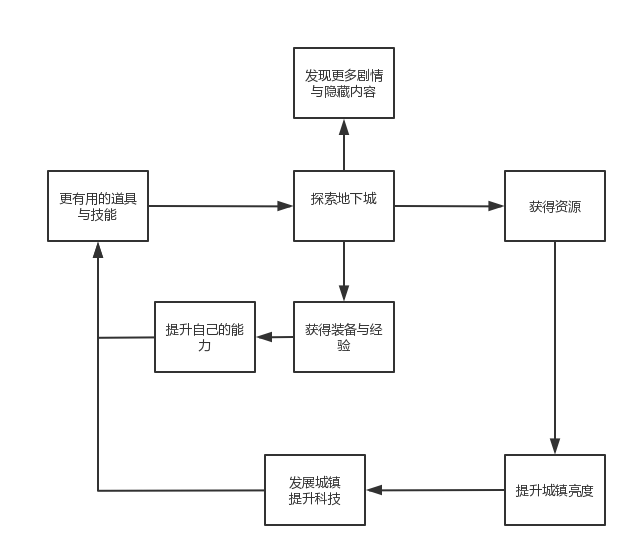 发现更多剧情
与隐藏内容
更有用的道具
与技能
探索地下城
获得资源
提升自己的能
力
获得装备与经
验
发展城镇
提升科技
提升城镇亮度